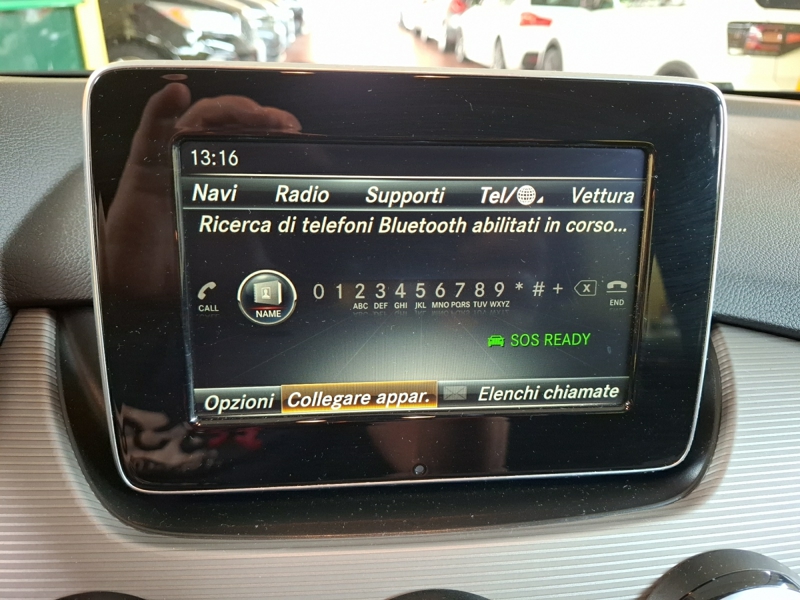 13:16
Navi Radio Supporti Tel/ Vettura
Ricerca di telefoni Bluetooth abilitati in corso...
CALL NAME 0 1 2 3 4 5 6 7 8 9 * # + X END
ABC DEF GHI JKL MNO PQRS TUV WXYZ
SOS READY
Opzioni Collegare appar. Elenchi chiamate